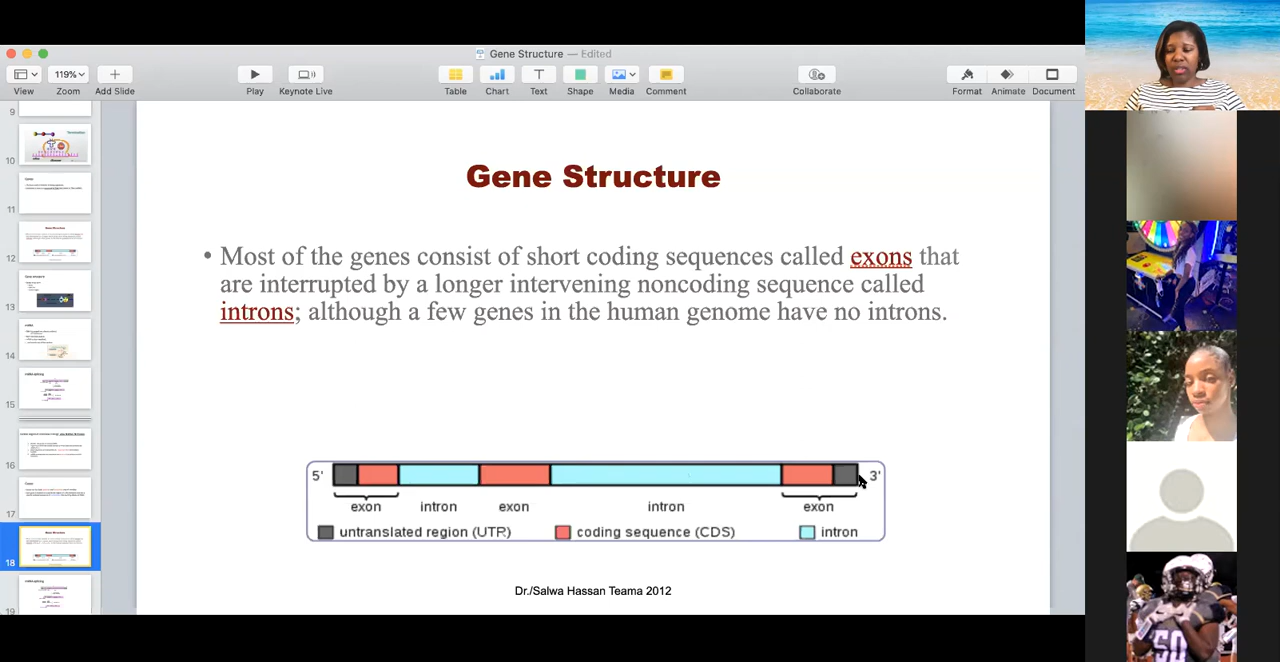 Gene Structure — Edited
119%
View
Zoom
Add Slide
Play
Keynote Live
Table
Chart
Text
Shape
Media
Comment
Collaborate
Format
Animate
Document
9
10
11
12
13
14
15
16
17
18
19
Gene Structure
• Most of the genes consist of short coding sequences called exons that
are interrupted by a longer intervening noncoding sequence called
introns; although a few genes in the human genome have no introns.
5' 3'
exon intron exon intron exon
untranslated region (UTR) coding sequence (CDS) intron
Dr./Salwa Hassan Teama 2012
50